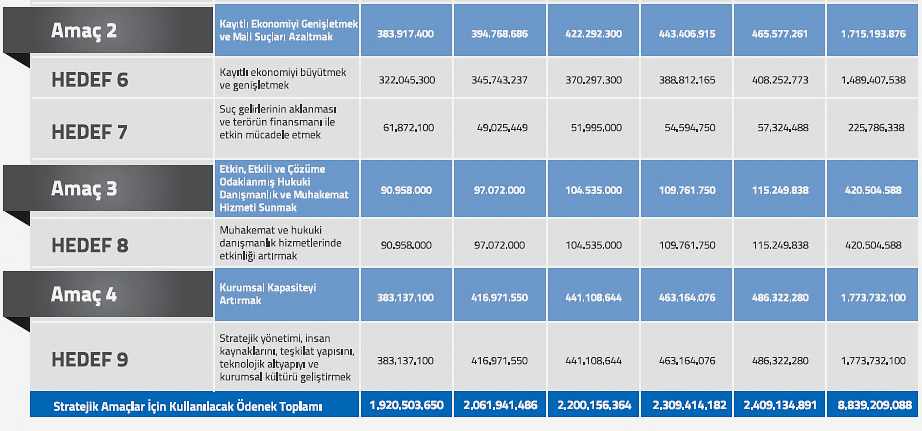 Amaç 2 Kayıtlı Ekonomiyi Genişletmek ve Mali Suçları Azaltmak 383.917.400 394.768.686 422.292.300 443.406.915 465.577.261 1.715.193.876
HEDEF 6 Kayıtlı ekonomiyi büyütmek ve genişletmek 322.045.300 345.743.237 370.297.300 388.812.165 408.252.773 1.489.407.538
HEDEF 7 Suç gelirlerinin aklanması ve terörün finansmanı ile etkin mücadele etmek 61,872,100 49,025,449 51,995,000 54,594,750 57,324,488 225,786,338
Amaç 3 Etkin, Etkili ve Çözüme Odaklanmış Hukuki Danışmanlık ve Muhakemat Hizmeti Sunmak 90.958.000 97.072.000 104.535.000 109.761.750 115.249.838 420.504.588
HEDEF 8 Muhakemat ve hukuki danışmanlık hizmetlerinde etkinliği artırmak 90.958.000 97.072.000 104.535.000 109.761.750 115.249.838 420.504.588
Amaç 4 Kurumsal Kapasiteyi Artırmak 383,137,100 416,971,550 441,108,644 463,164,076 486,322,280 1,773,732,100
HEDEF 9 Stratejik yönetimi, insan kaynaklarını, teşkilat yapısını, teknolojik altyapıyı ve kurumsal kültürü geliştirmek 383,137,100 416,971,550 441,108,644 463,164,076 486,322,280 1,773,732,100
Stratejik Amaçlar İçin Kullanılacak Ödenek Toplamı 1,920,503,650 2,061,941,486 2,200,156,364 2,309,414,182 2,409,134,891 8,839,209,088